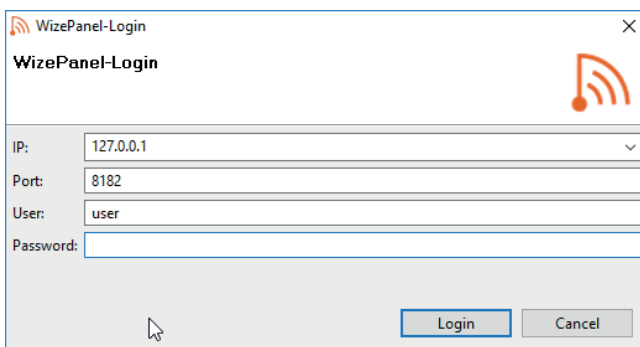 WizePanel-Login
WizePanel-Login
IP: 127.0.0.1
Port: 8182
User: user
Password:
Login Cancel